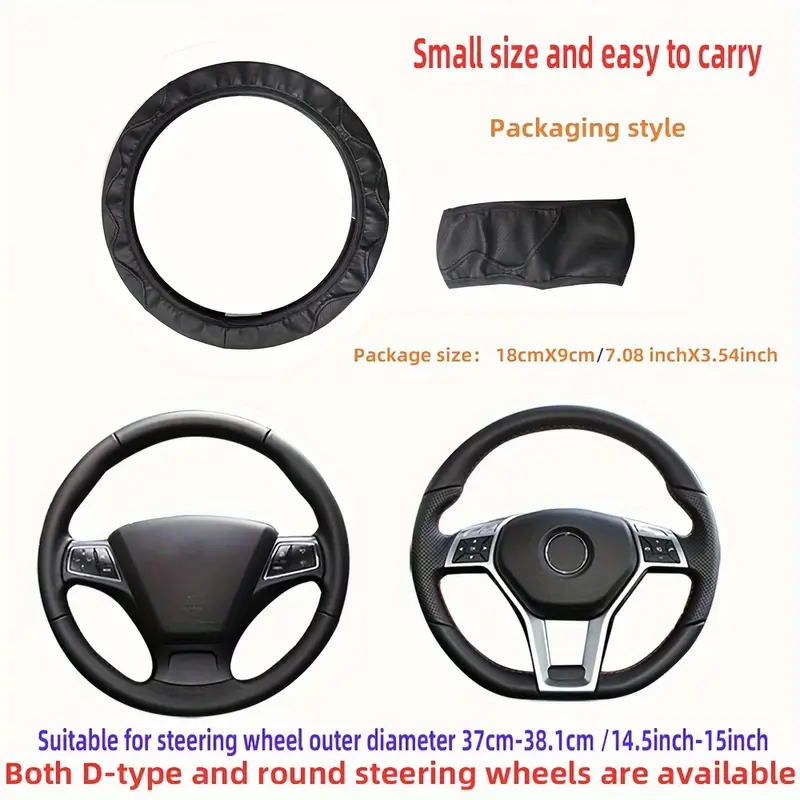 Small size and easy to carry
Packaging style
Package size: 18cmX9cm/7.08 inchX3.54inch
Suitable for steering wheel outer diameter 37cm-38.1cm /14.5inch-15inch
Both D-type and round steering wheels are available